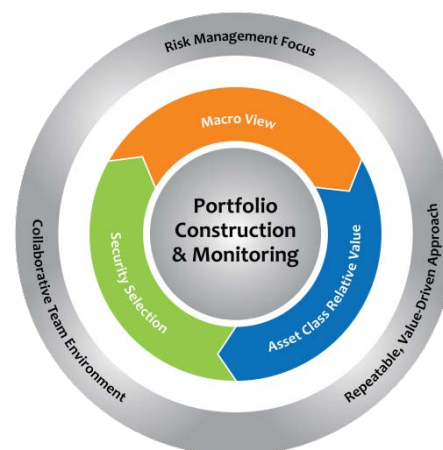 Risk Management Focus
Macro View
Portfolio
Construction
& Monitoring
Security Selection
Asset Class Relative Value
Collaborative Team Environment
Repeatable, Value-Driven Approach